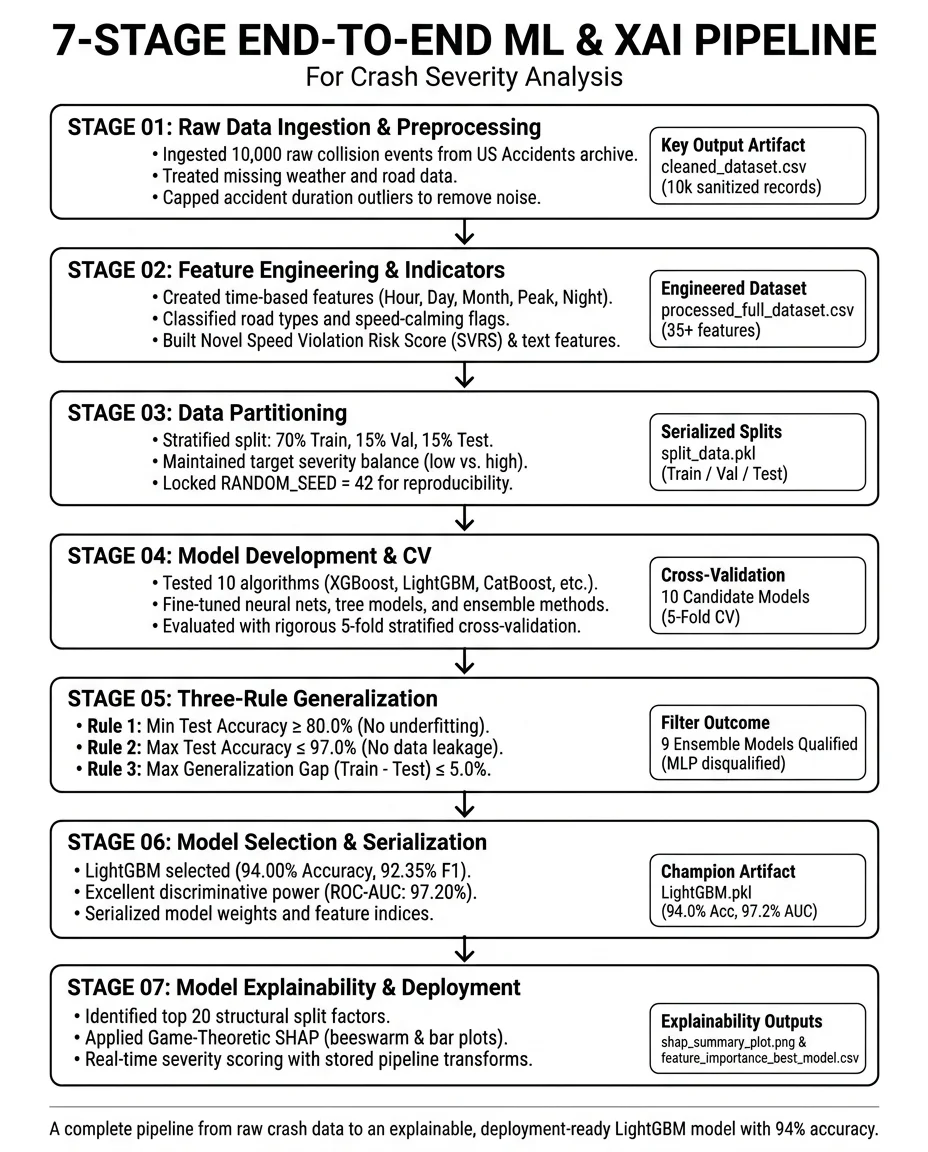 7-STAGE END-TO-END ML & XAI PIPELINE
For Crash Severity Analysis
STAGE 01: Raw Data Ingestion & Preprocessing
• Ingested 10,000 raw collision events from US Accidents archive.
• Treated missing weather and road data.
• Capped accident duration outliers to remove noise.
Key Output Artifact
cleaned_dataset.csv
(10k sanitized records)
STAGE 02: Feature Engineering & Indicators
• Created time-based features (Hour, Day, Month, Peak, Night).
• Classified road types and speed-calming flags.
• Built Novel Speed Violation Risk Score (SVRS) & text features.
Engineered Dataset
processed_full_dataset.csv
(35+ features)
STAGE 03: Data Partitioning
• Stratified split: 70% Train, 15% Val, 15% Test.
• Maintained target severity balance (low vs. high).
• Locked RANDOM_SEED = 42 for reproducibility.
Serialized Splits
split_data.pkl
(Train / Val / Test)
STAGE 04: Model Development & CV
• Tested 10 algorithms (XGBoost, LightGBM, CatBoost, etc.).
• Fine-tuned neural nets, tree models, and ensemble methods.
• Evaluated with rigorous 5-fold stratified cross-validation.
Cross-Validation
10 Candidate Models
(5-Fold CV)
STAGE 05: Three-Rule Generalization
• Rule 1: Min Test Accuracy ≥ 80.0% (No underfitting).
• Rule 2: Max Test Accuracy ≤ 97.0% (No data leakage).
• Rule 3: Max Generalization Gap (Train - Test) ≤ 5.0%.
Filter Outcome
9 Ensemble Models Qualified
(MLP disqualified)
STAGE 06: Model Selection & Serialization
• LightGBM selected (94.00% Accuracy, 92.35% F1).
• Excellent discriminative power (ROC-AUC: 97.20%).
• Serialized model weights and feature indices.
Champion Artifact
LightGBM.pkl
(94.0% Acc, 97.2% AUC)
STAGE 07: Model Explainability & Deployment
• Identified top 20 structural split factors.
• Applied Game-Theoretic SHAP (beeswarm & bar plots).
• Real-time severity scoring with stored pipeline transforms.
Explainability Outputs
shap_summary_plot.png &
feature_importance_best_model.csv
A complete pipeline from raw crash data to an explainable, deployment-ready LightGBM model with 94% accuracy.